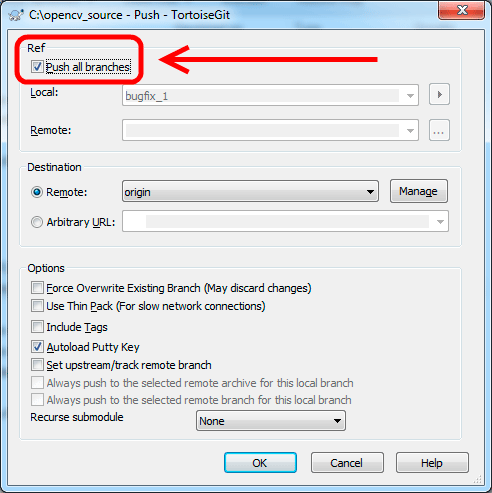 C:\opencv_source - Push - TortoiseGit
Ref
Push all branches
Local: bugfix_1
Remote: ...
Destination
Remote: origin Manage
Arbitrary URL:
Options
Force Overwrite Existing Branch (May discard changes)
Use Thin Pack (For slow network connections)
Include Tags
Autoload Putty Key
Set upstream/track remote branch
Always push to the selected remote archive for this local branch
Always push to the selected remote branch for this local branch
Recurse submodule None
OK Cancel Help